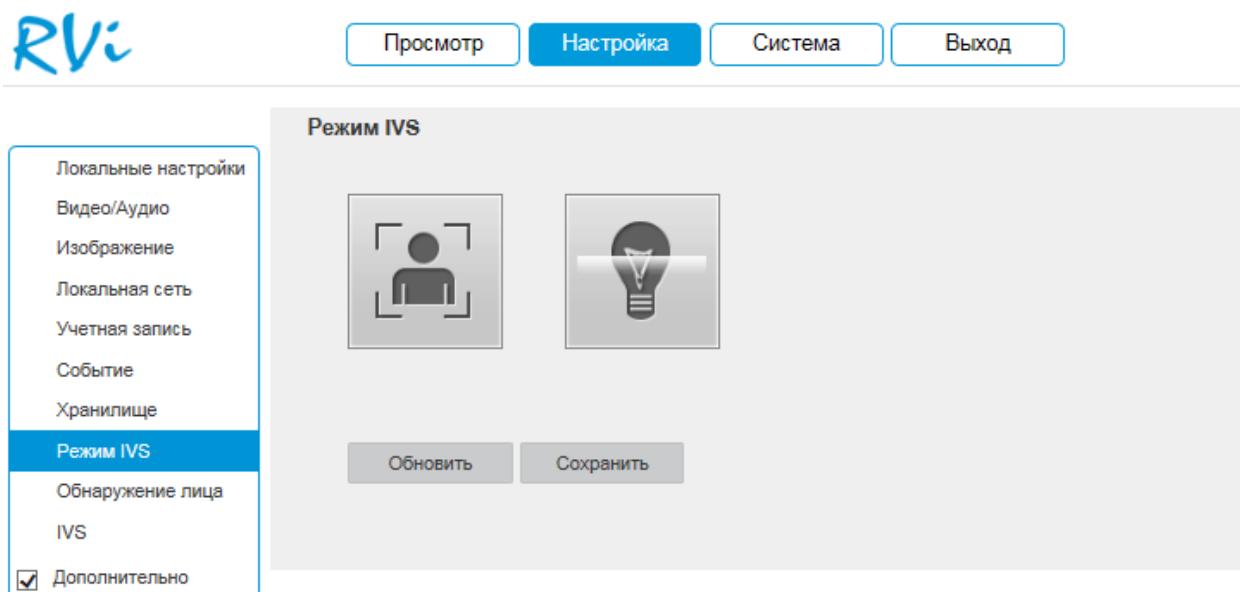 RVi
Просмотр Настройка Система Выход
Режим IVS
Локальные настройки
Видео/Аудио
Изображение
Локальная сеть
Учетная запись
Событие
Хранилище
Режим IVS
Обнаружение лица
IVS
Дополнительно
Обновить Сохранить